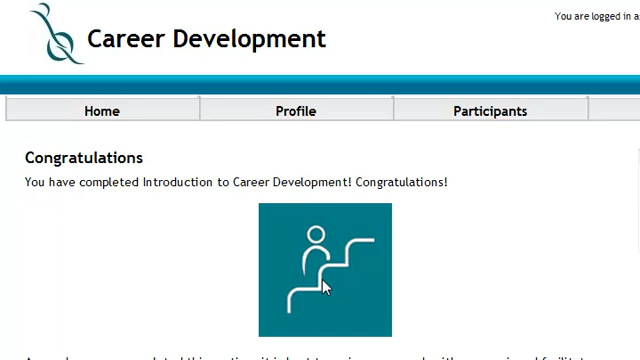 You are logged in a
Career Development
Home Profile Participants
Congratulations
You have completed Introduction to Career Development! Congratulations!